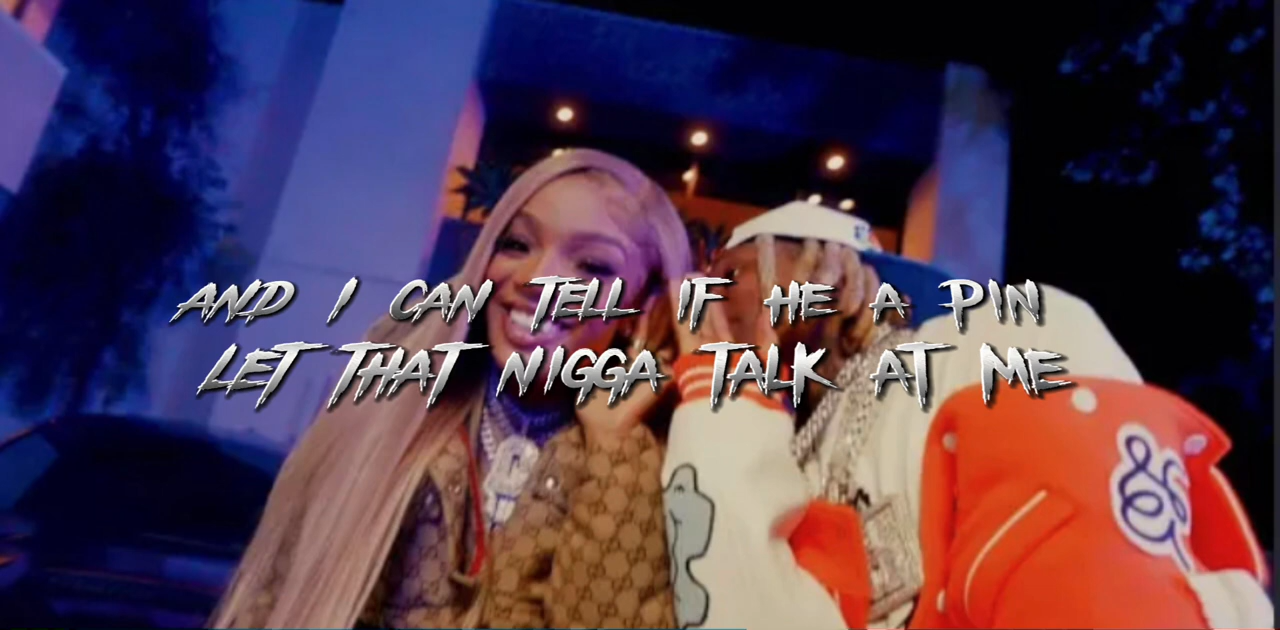 AND I CAN TELL IF HE A PIN
LET THAT NIGGA TALK AT ME